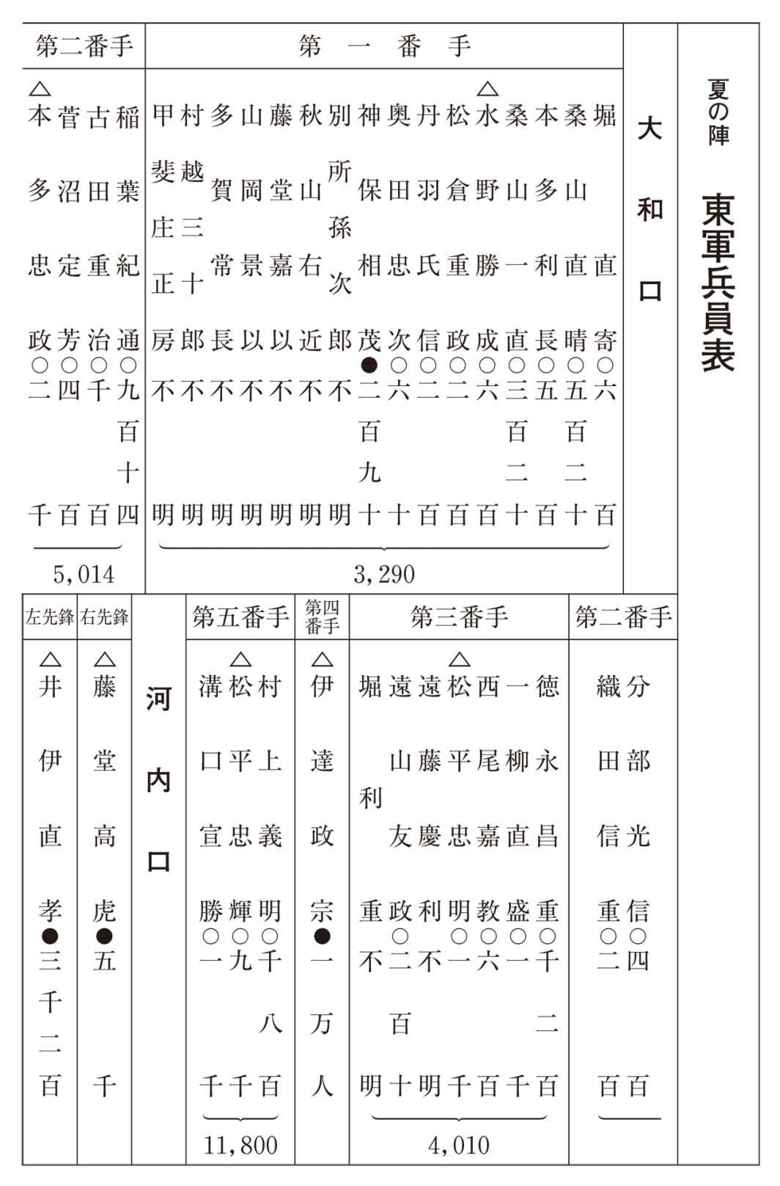 夏の陣　東軍兵員表
大和口
第一番手
堀直寄○六百
桑山直晴○五百二十
本多利長○五百
桑山一直○三百二十
△水野勝成○六百
松倉重政○二百
丹羽氏信○二百
奥田忠次○六十
神保相茂●二百九十
別所孫次郎不明
秋山右近不明
藤堂嘉以不明
山岡景以不明
多賀常長不明
村越三十郎不明
甲斐庄正房不明
3,290
第二番手
稲葉紀通○九百十四
古田重治○千百
菅沼定芳○四百
△本多忠政○二千
5,014
第二番手
分部光信○四百
織田信重○二百
第三番手
徳永昌重○千二百
一柳直盛○一千
西尾嘉教○六百
△松平忠明○一千
遠藤慶利不明
遠山友政○二百十
堀利重不明
4,010
第四番手
△伊達政宗●一万人
第五番手
村上義明○千八百
△松平忠輝○九千
溝口宣勝○一千
11,800
河内口
右先鋒
△藤堂高虎●五千
左先鋒
△井伊直孝●三千二百